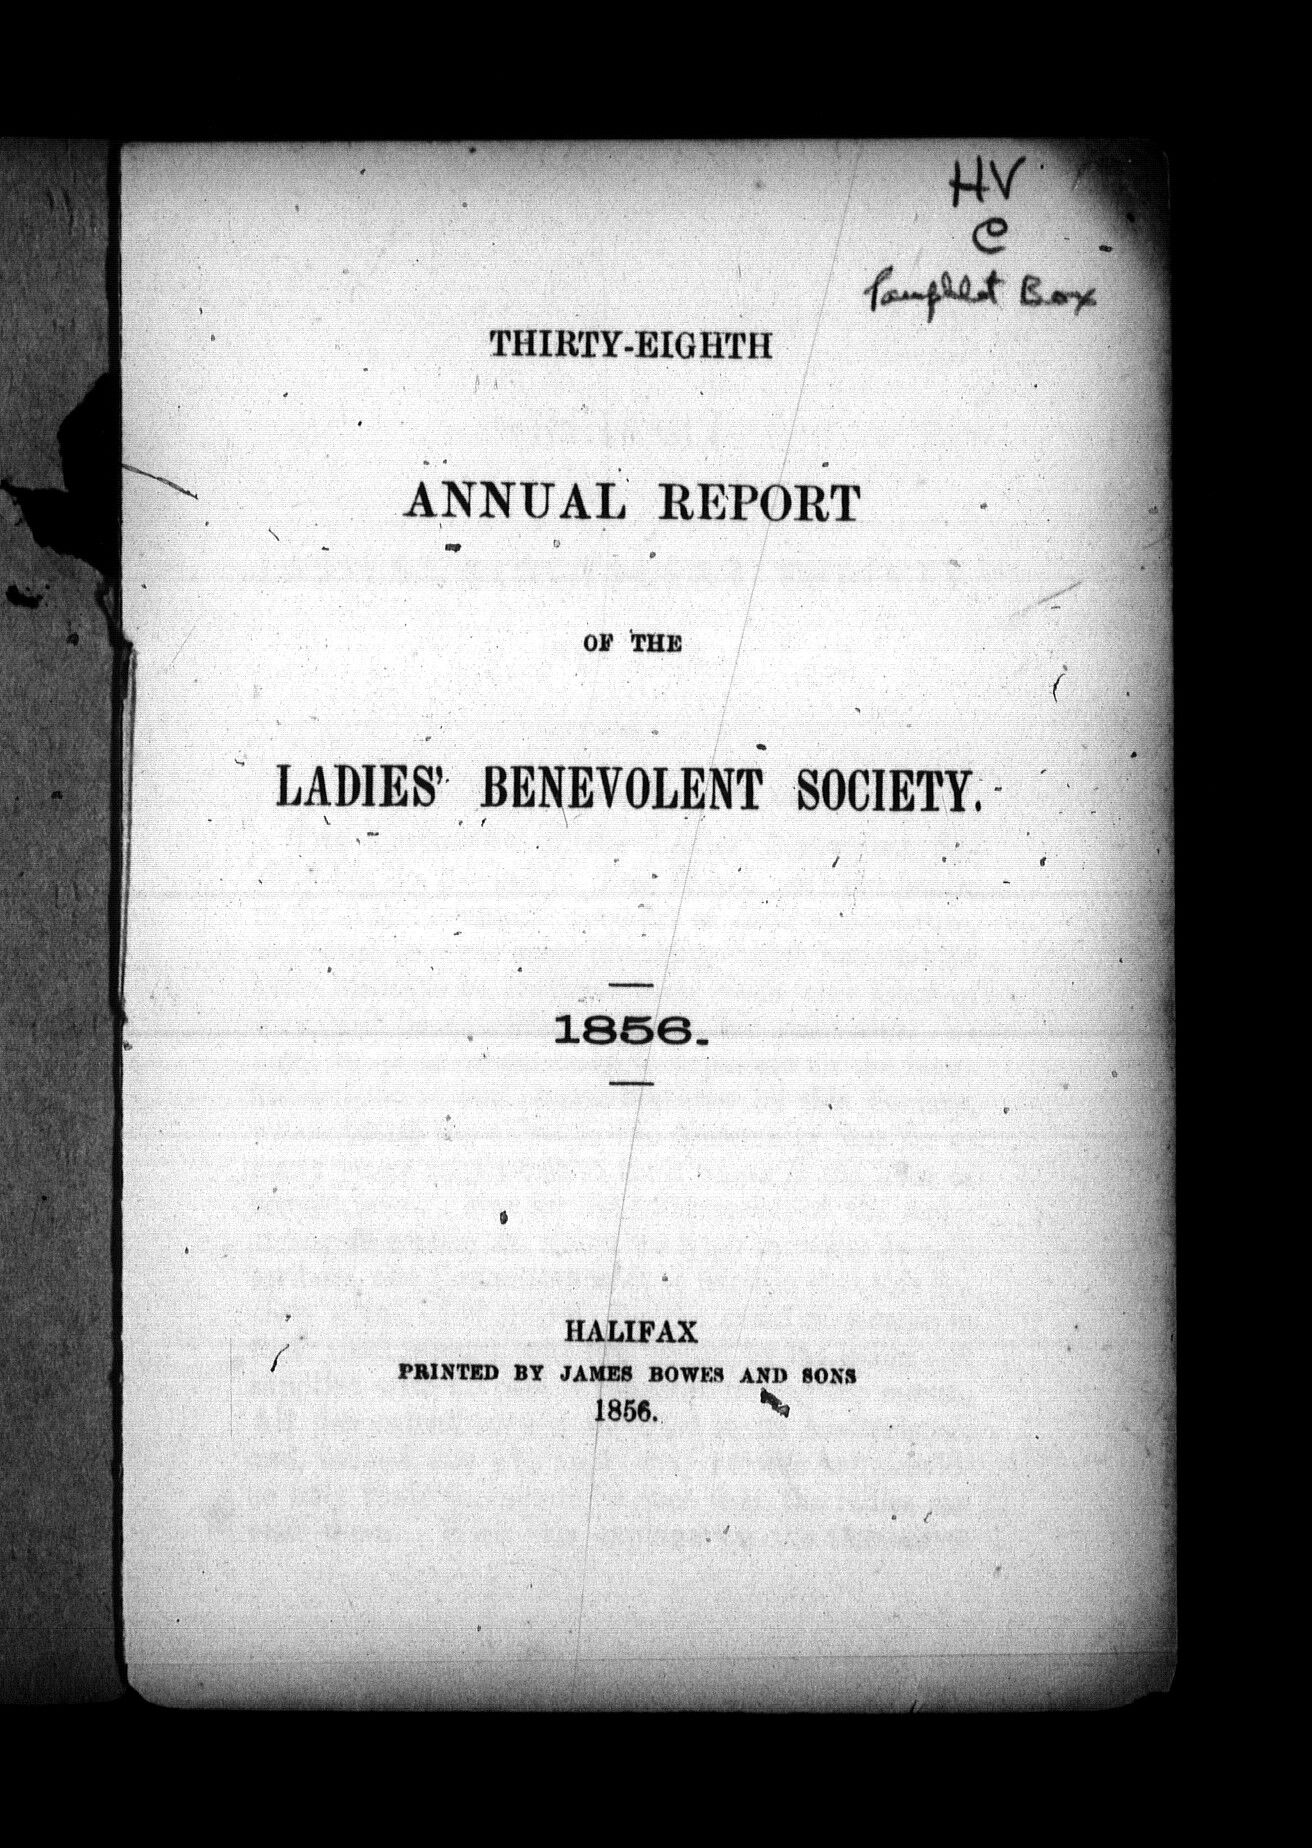 HV
C
Pamphlet Box
THIRTY-EIGHTH
ANNUAL REPORT
OF THE
LADIES' BENEVOLENT SOCIETY.
1856.
HALIFAX
PRINTED BY JAMES BOWES AND SONS
1856.